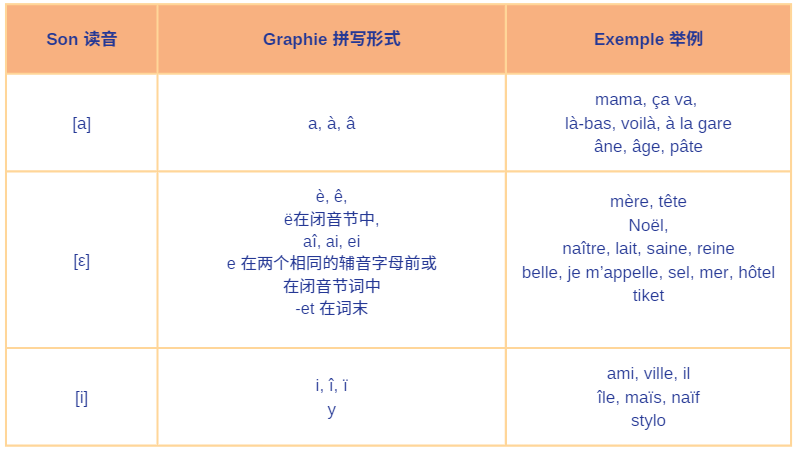 Son 读音
Graphie 拼写形式
Exemple 举例
[a]
a, à, â
mama, ça va,
là-bas, voilà, à la gare
âne, âge, pâte
[ɛ]
è, ê,
ë在闭音节中,
aî, ai, ei
e 在两个相同的辅音字母前或
在闭音节词中
-et 在词末
mère, tête
Noël,
naître, lait, saine, reine
belle, je m’appelle, sel, mer, hôtel
tiket
[i]
i, î, ï
y
ami, ville, il
île, maïs, naïf
stylo